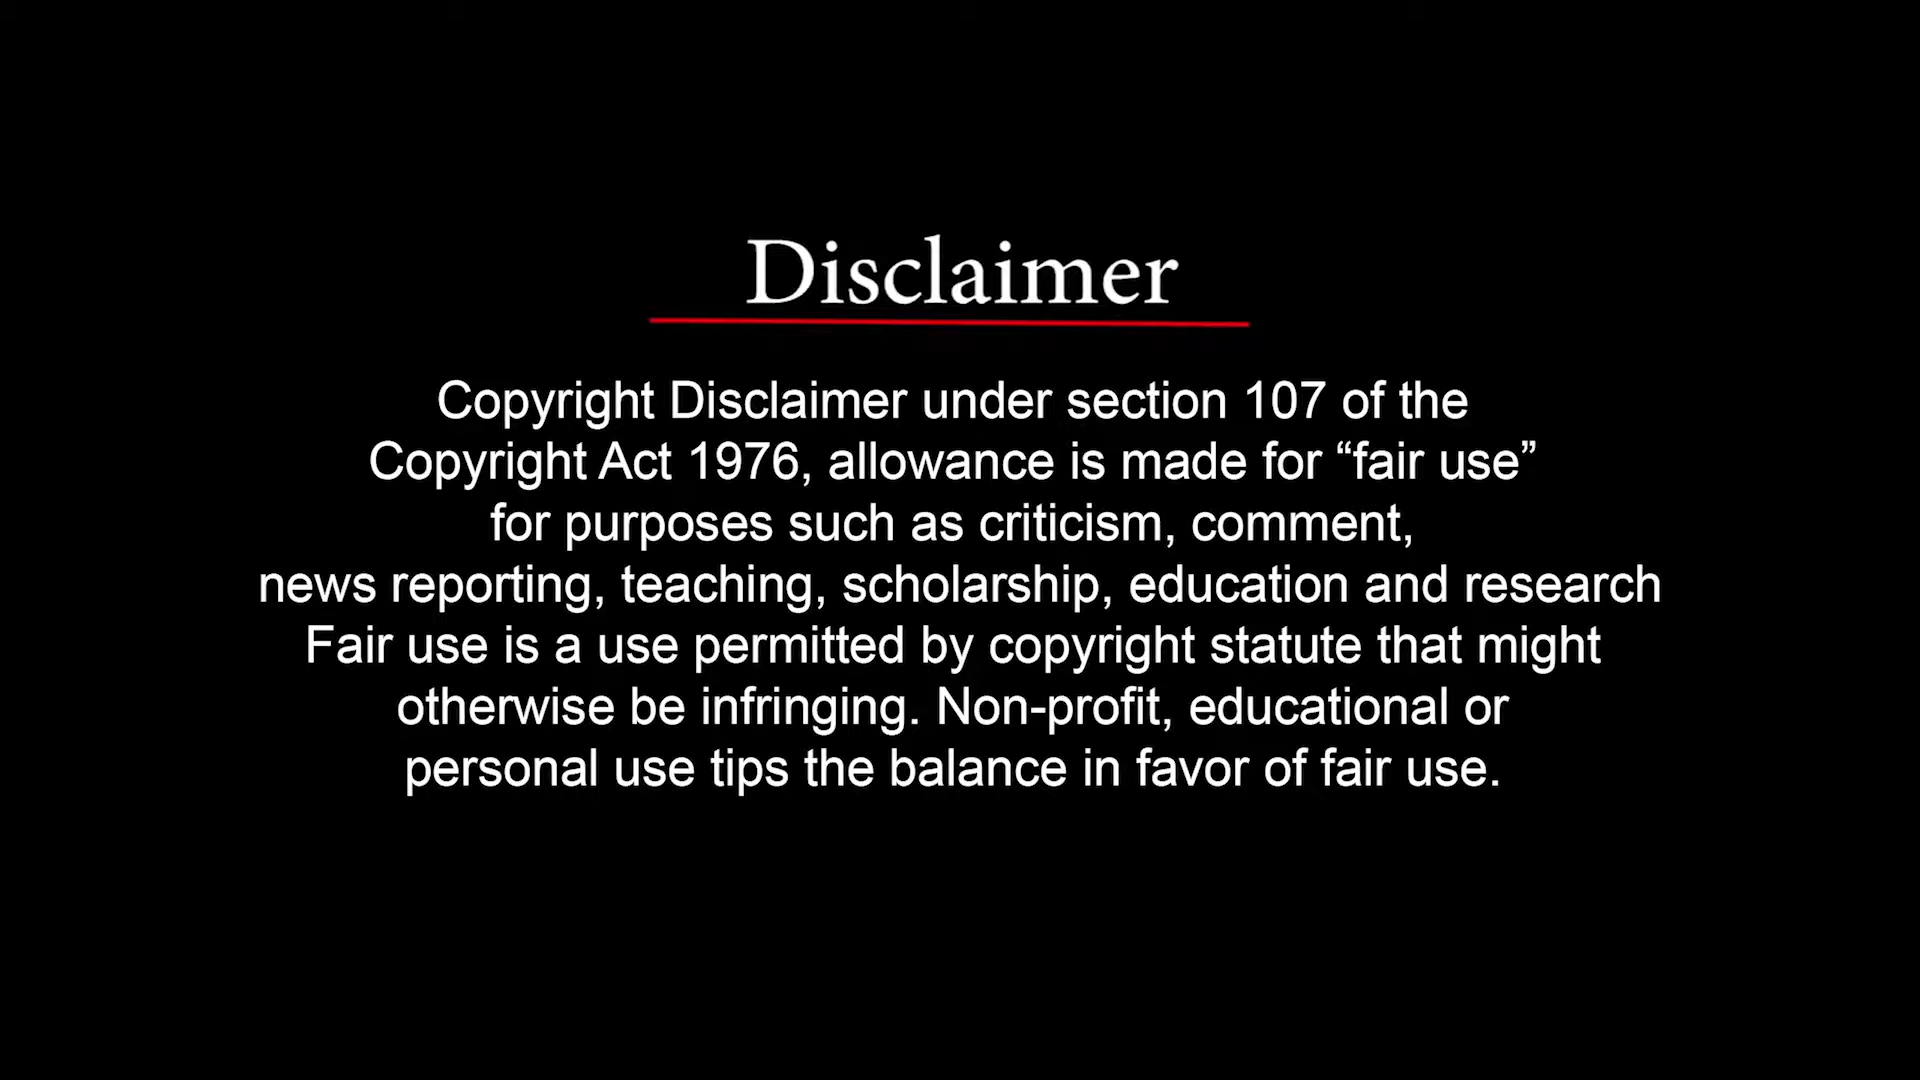 Disclaimer
Copyright Disclaimer under section 107 of the
Copyright Act 1976, allowance is made for “fair use”
for purposes such as criticism, comment,
news reporting, teaching, scholarship, education and research
Fair use is a use permitted by copyright statute that might
otherwise be infringing. Non-profit, educational or
personal use tips the balance in favor of fair use.